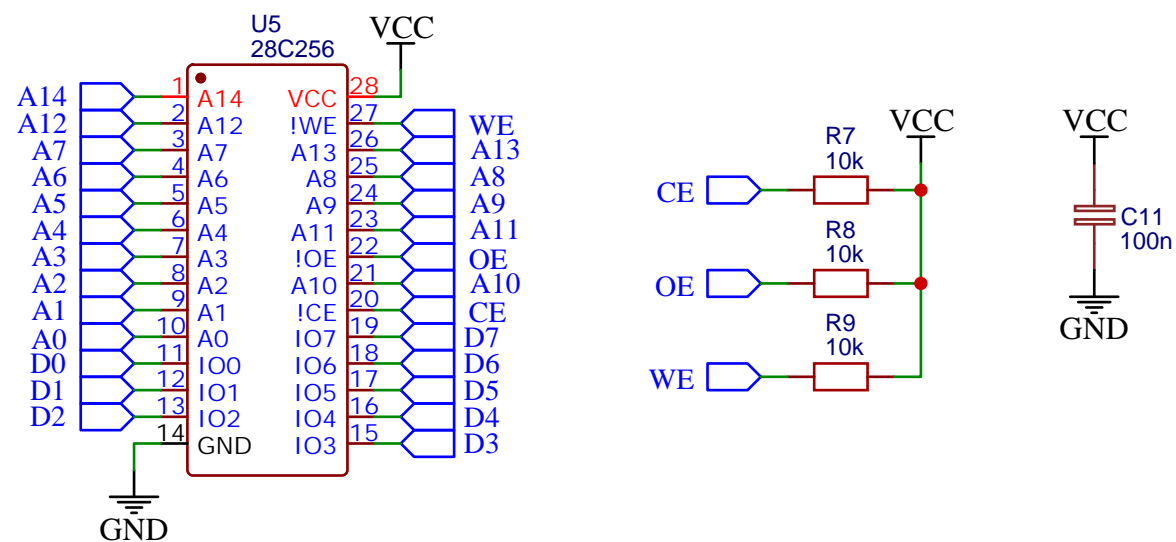 U5
28C256
VCC
A14 1 A14 VCC 28
A12 2 A12 !WE 27 WE
A7 3 A7 A13 26 A13
A6 4 A6 A8 25 A8
A5 5 A5 A9 24 A9
A4 6 A4 A11 23 A11
A3 7 A3 !OE 22 OE
A2 8 A2 A10 21 A10
A1 9 A1 !CE 20 CE
A0 10 A0 IO7 19 D7
D0 11 IO0 IO6 18 D6
D1 12 IO1 IO5 17 D5
D2 13 IO2 IO4 16 D4
14 GND IO3 15 D3
GND
VCC
R7
10k
CE
R8
10k
OE
R9
10k
WE
VCC
C11
100n
GND